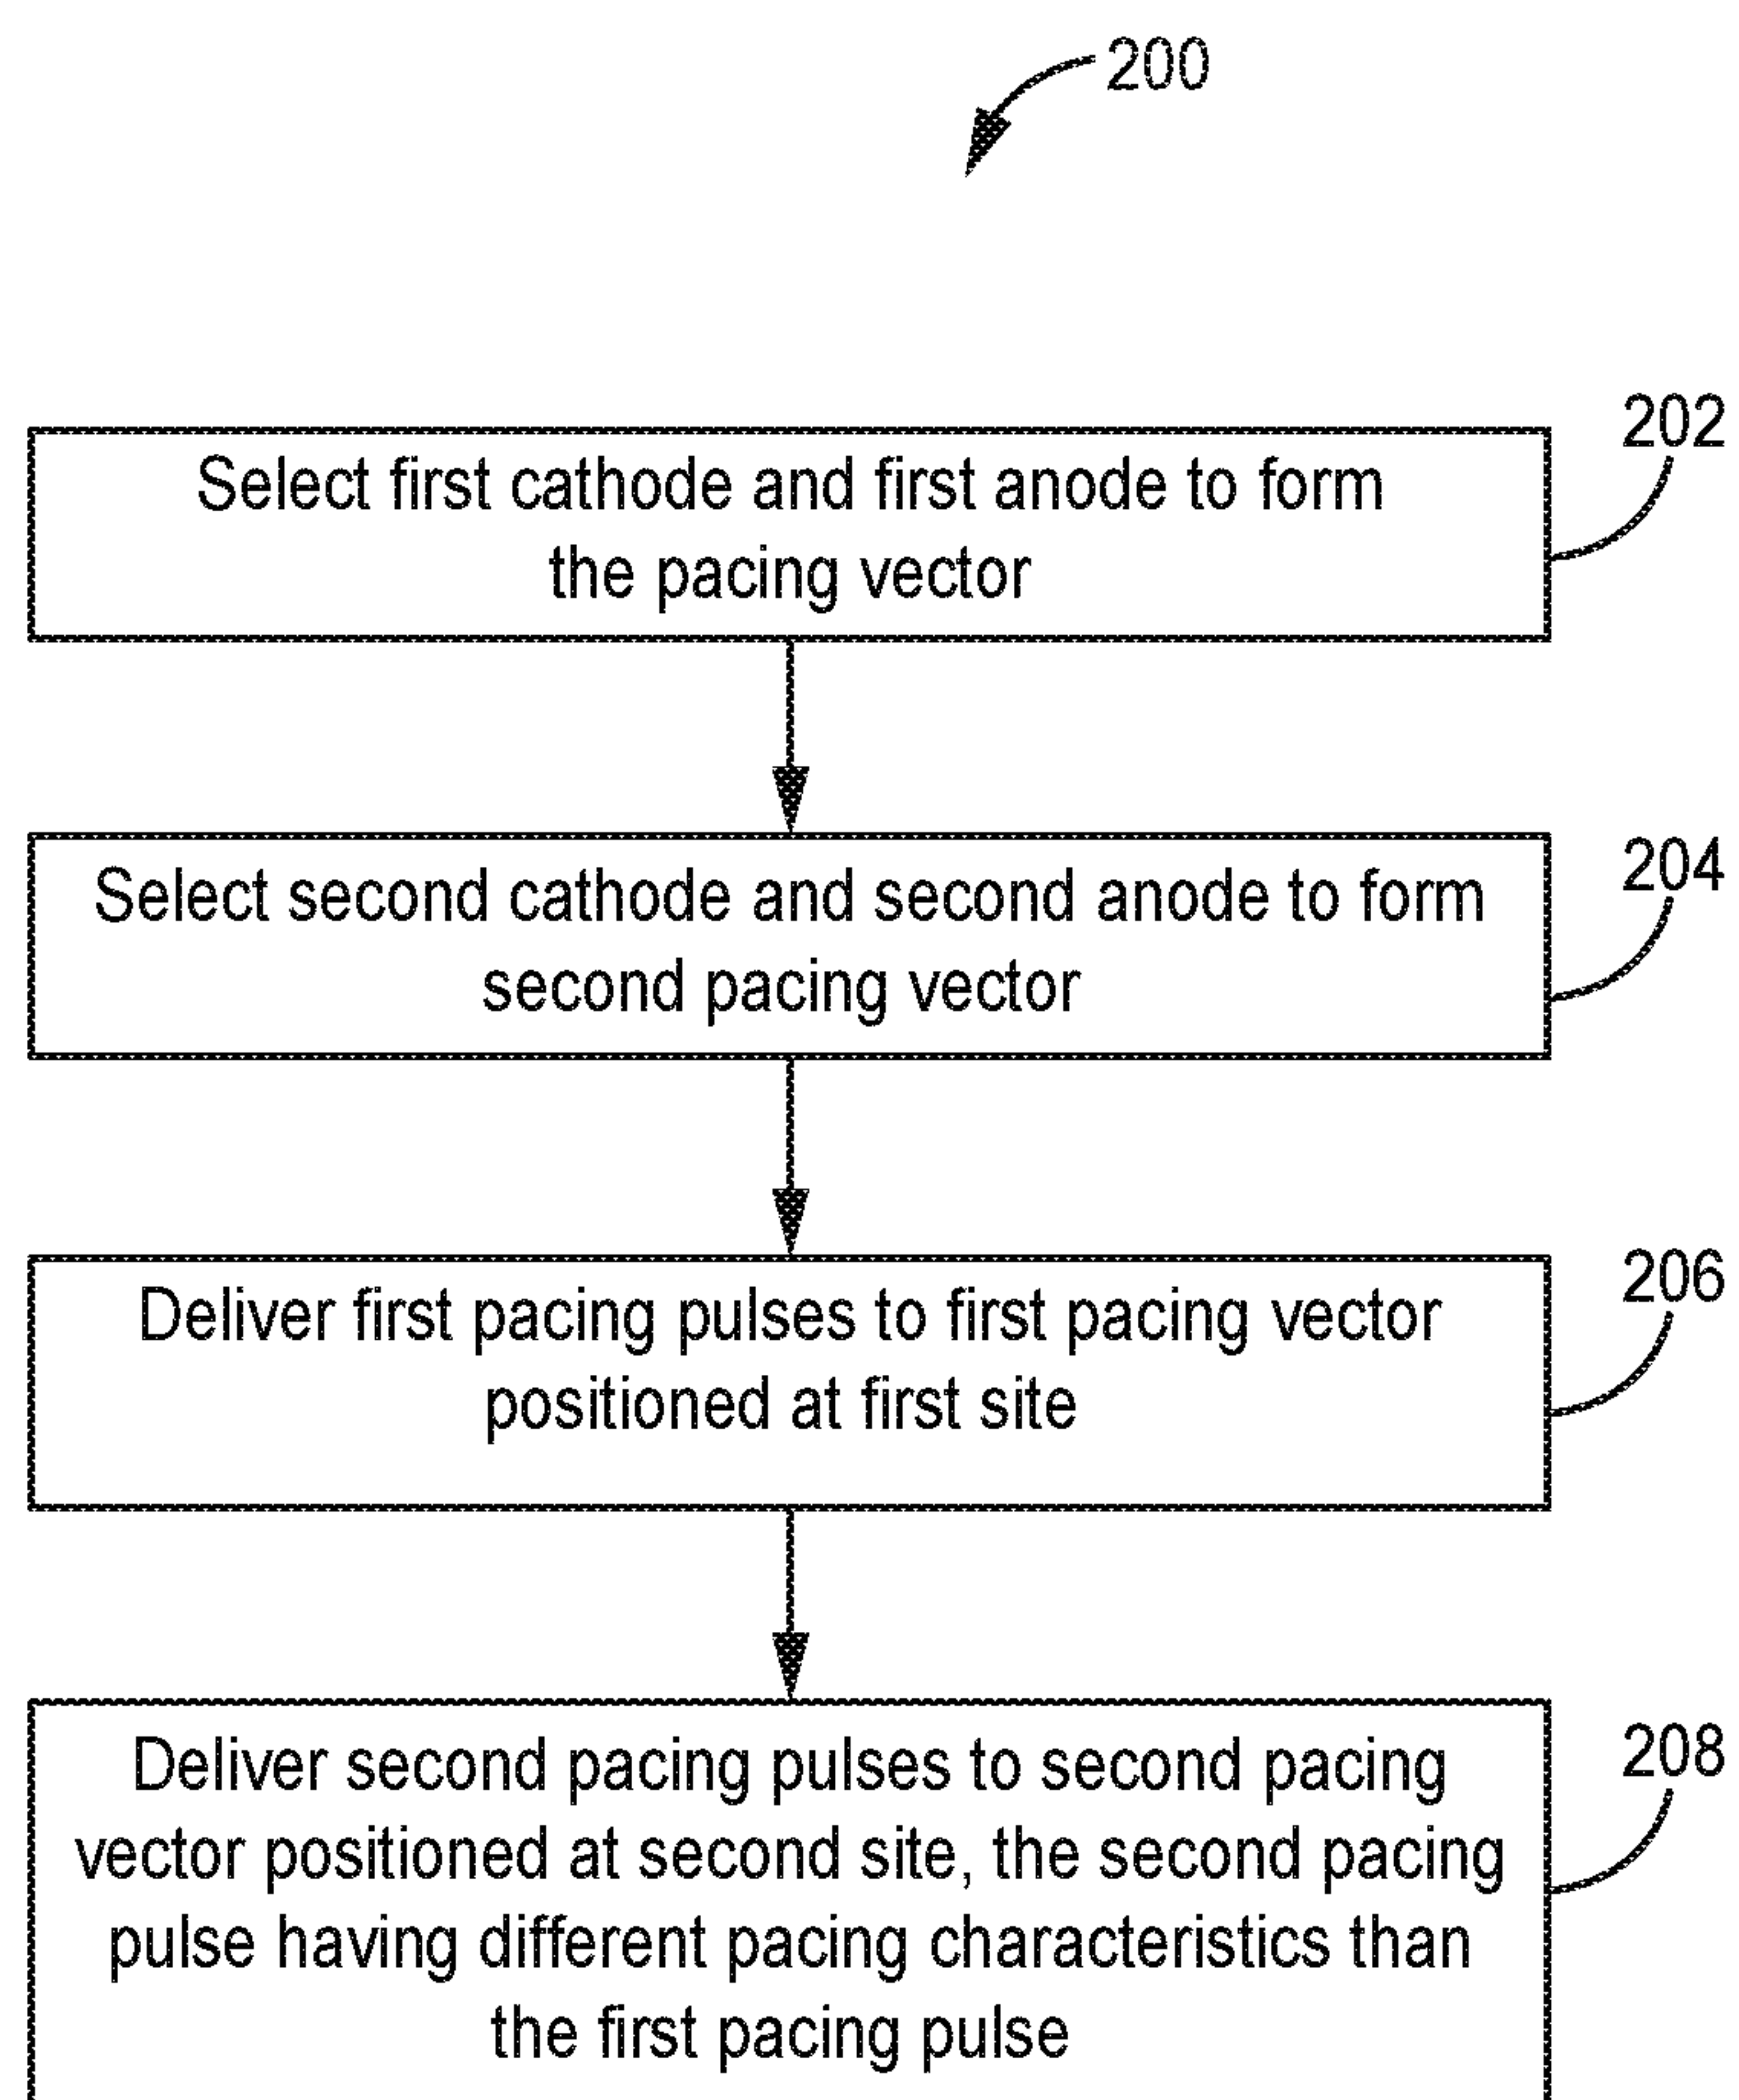 200
202
Select first cathode and first anode to form
the pacing vector
204
Select second cathode and second anode to form
second pacing vector
206
Deliver first pacing pulses to first pacing vector
positioned at first site
208
Deliver second pacing pulses to second pacing
vector positioned at second site, the second pacing
pulse having different pacing characteristics than
the first pacing pulse